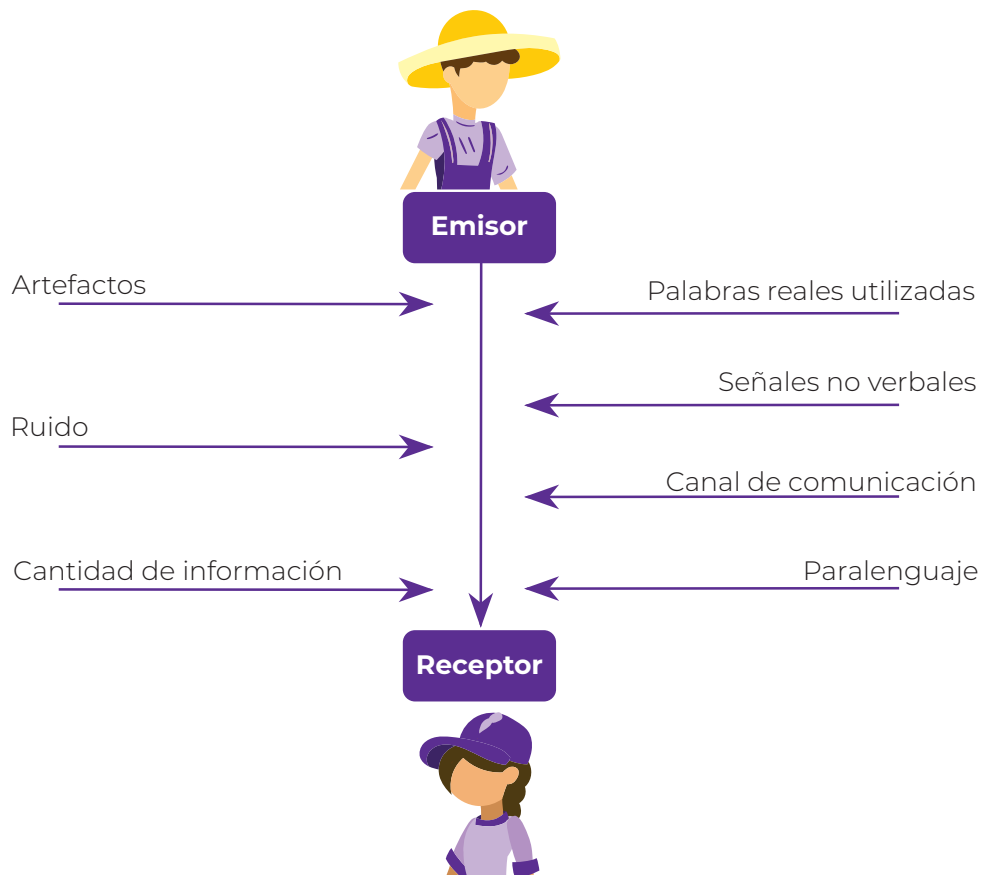 Emisor
Artefactos
Palabras reales utilizadas
Señales no verbales
Ruido
Canal de comunicación
Cantidad de información
Paralenguaje
Receptor